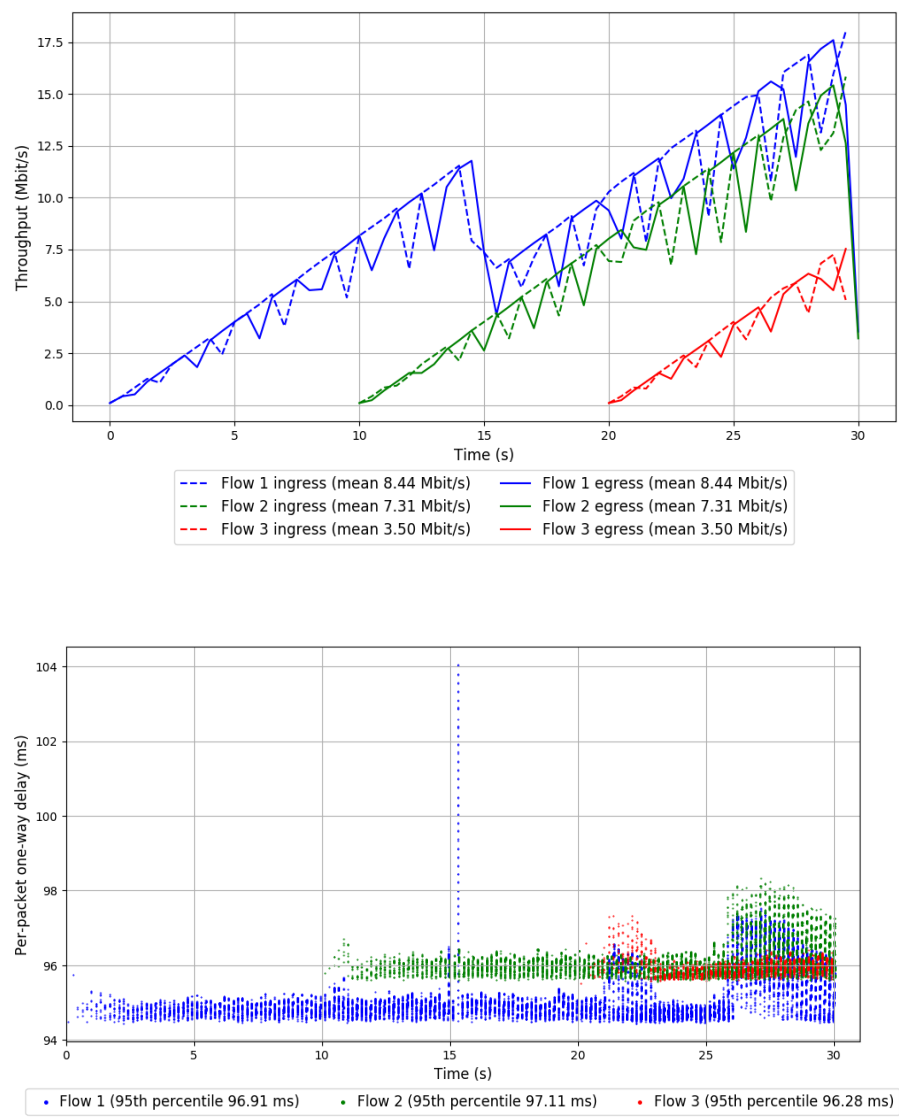 17.5
15.0
12.5
10.0
7.5
5.0
2.5
0.0
Throughput (Mbit/s)
0 5 10 15 20 25 30
Time (s)
Flow 1 ingress (mean 8.44 Mbit/s) Flow 1 egress (mean 8.44 Mbit/s)
Flow 2 ingress (mean 7.31 Mbit/s) Flow 2 egress (mean 7.31 Mbit/s)
Flow 3 ingress (mean 3.50 Mbit/s) Flow 3 egress (mean 3.50 Mbit/s)
104
102
100
98
96
94
Per-packet one-way delay (ms)
0 5 10 15 20 25 30
Time (s)
Flow 1 (95th percentile 96.91 ms) Flow 2 (95th percentile 97.11 ms) Flow 3 (95th percentile 96.28 ms)